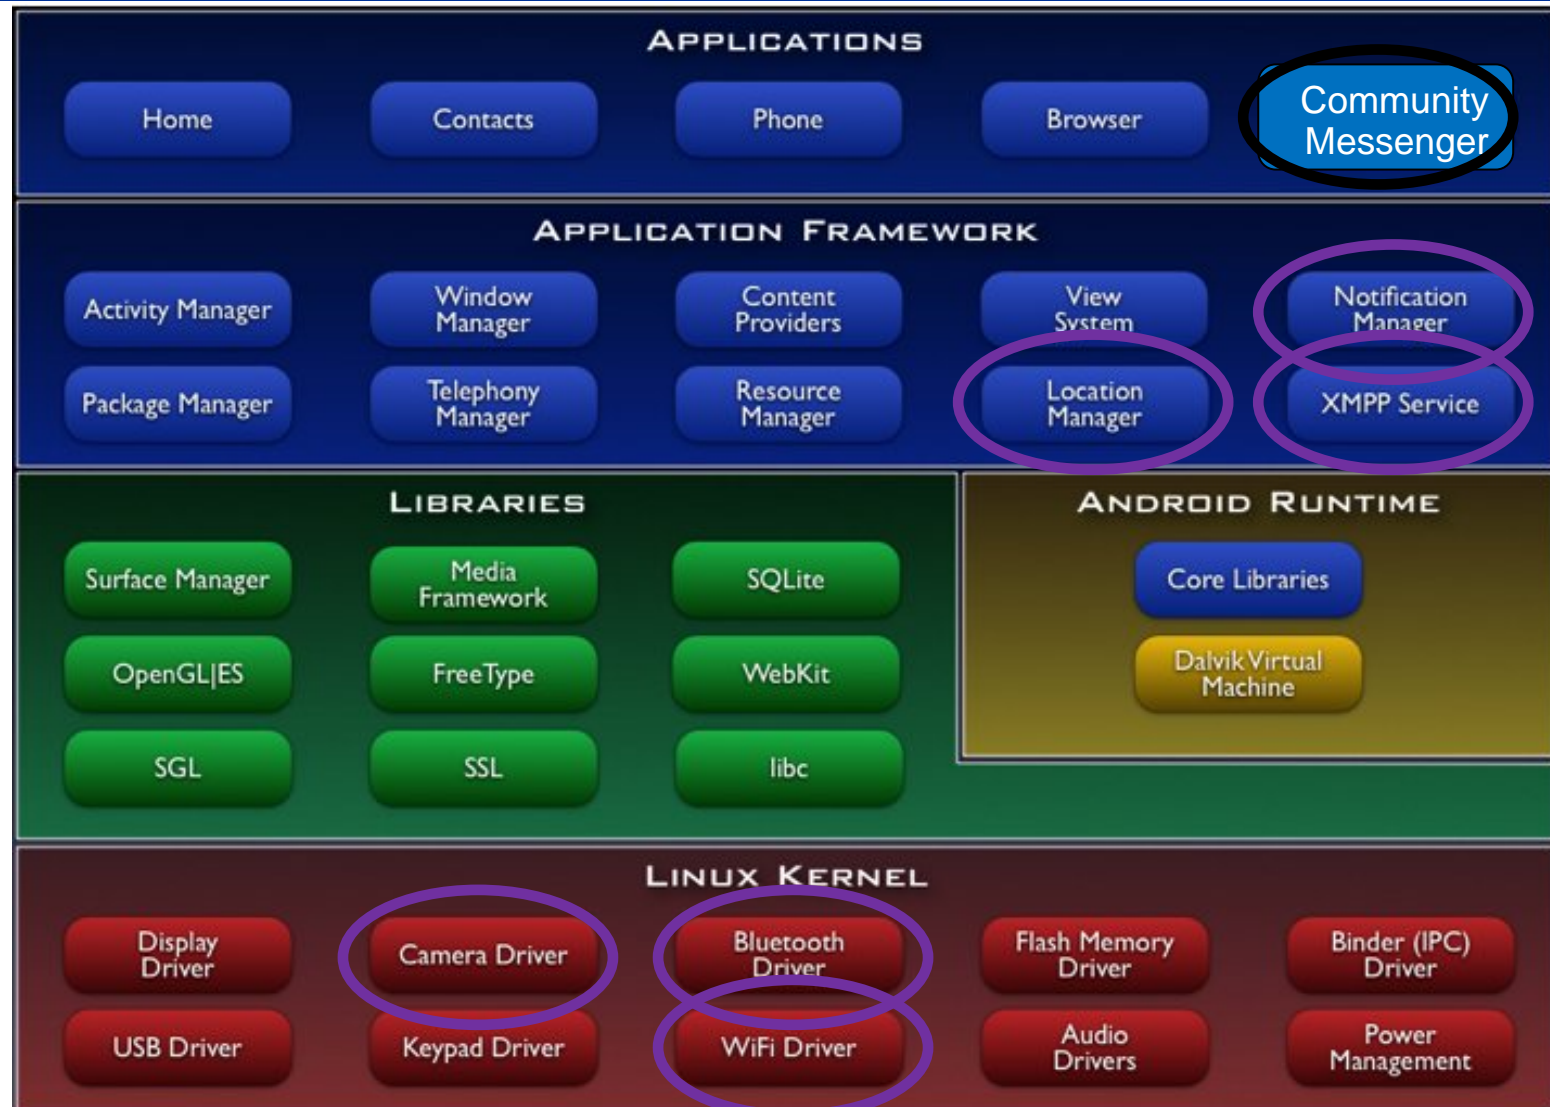 APPLICATIONS
Home
Contacts
Phone
Browser
Community
Messenger
APPLICATION FRAMEWORK
Activity Manager
Window
Manager
Content
Providers
View
System
Notification
Manager
Package Manager
Telephony
Manager
Resource
Manager
Location
Manager
XMPP Service
LIBRARIES
Surface Manager
Media
Framework
SQLite
OpenGL|ES
FreeType
WebKit
SGL
SSL
libc
ANDROID RUNTIME
Core Libraries
Dalvik Virtual
Machine
LINUX KERNEL
Display
Driver
Camera Driver
Bluetooth
Driver
Flash Memory
Driver
Binder (IPC)
Driver
USB Driver
Keypad Driver
WiFi Driver
Audio
Drivers
Power
Management